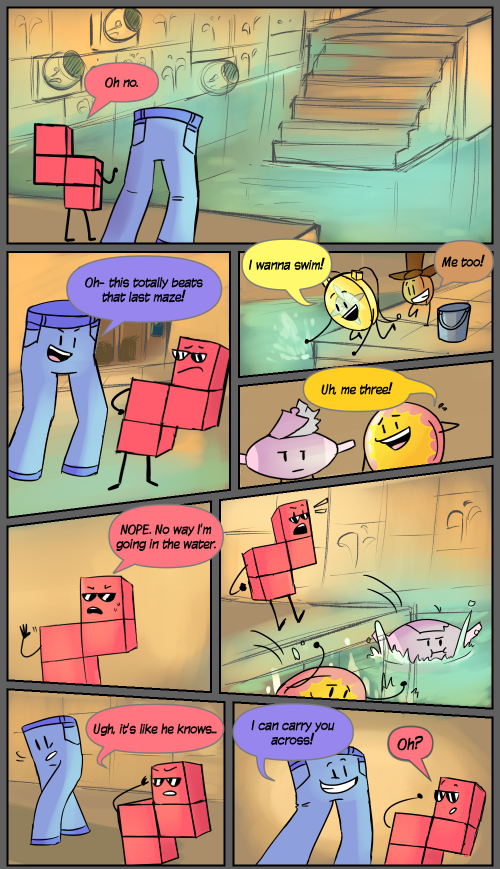 Oh no.
Oh- this totally beats
that last maze!
I wanna swim!
Me too!
Uh, me three!
NOPE. No way I'm
going in the water.
Ugh, it's like he knows...
I can carry you
across!
Oh?